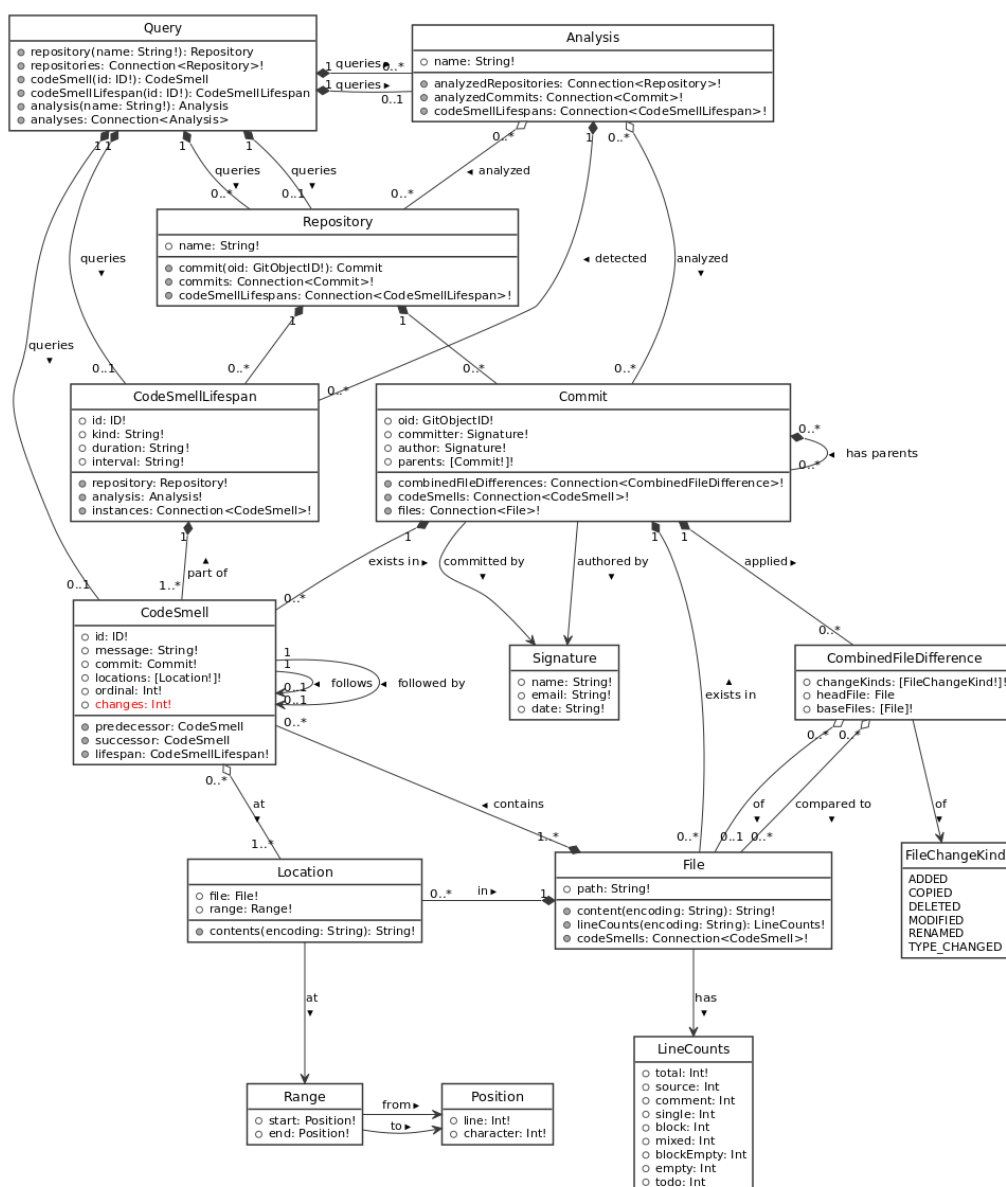 Query
repository(name: String!): Repository
repositories: Connection<Repository>!
codeSmell(id: ID!): CodeSmell
codeSmellLifespan(id: ID!): CodeSmellLifespan
analysis(name: String!): Analysis
analyses: Connection<Analysis>
Analysis
name: String!
analyzedRepositories: Connection<Repository>!
analyzedCommits: Connection<Commit>!
codeSmellLifespans: Connection<CodeSmellLifespan>!
1 queries ► 0..*
1 queries ► 0..1
1 1 1 1 0..* 1 0..*
queries ▼
queries ▼
◄ analyzed
0..* 0..1 0..*
Repository
name: String!
commit(oid: GitObjectID!): Commit
commits: Connection<Commit>!
codeSmellLifespans: Connection<CodeSmellLifespan>!
queries ▼
◄ detected
analyzed ▼
1 1
queries ▼
0..1 0..* 0..* 0..* 0..*
CodeSmellLifespan
id: ID!
kind: String!
duration: String!
interval: String!
repository: Repository!
analysis: Analysis!
instances: Connection<CodeSmell>!
Commit
oid: GitObjectID!
committer: Signature!
author: Signature!
parents: [Commit!]!
combinedFileDifferences: Connection<CombinedFileDifference>!
codeSmells: Connection<CodeSmell>!
files: Connection<File>!
0..*
◄ has parents
0..*
1 1 1 1
▲ part of
exists in ►
committed by ▼
authored by ▼
applied ►
0..1 1..* 0..* 0..*
CodeSmell
id: ID!
message: String!
commit: Commit!
locations: [Location!]!
ordinal: Int!
changes: Int!
predecessor: CodeSmell
successor: CodeSmell
lifespan: CodeSmellLifespan!
1
1
◄ follows
◄ followed by
0..1
0..1
Signature
name: String!
email: String!
date: String!
▲ exists in
CombinedFileDifference
changeKinds: [FileChangeKind!]!
headFile: File
baseFiles: [File]!
0..*
0..* 0..* 0..*
at ▼
◄ contains
of ▼
compared to ▼
of ▼
1..* 1..* 0..* 0..1 0..*
Location
file: File!
range: Range!
contents(encoding: String): String!
0..* in ► 1
File
path: String!
content(encoding: String): String!
lineCounts(encoding: String): LineCounts!
codeSmells: Connection<CodeSmell>!
FileChangeKind
ADDED
COPIED
DELETED
MODIFIED
RENAMED
TYPE_CHANGED
at ▼
has ▼
Range
start: Position!
end: Position!
from ►
to ►
Position
line: Int!
character: Int!
LineCounts
total: Int!
source: Int
comment: Int
single: Int
block: Int
mixed: Int
blockEmpty: Int
empty: Int
todo: Int